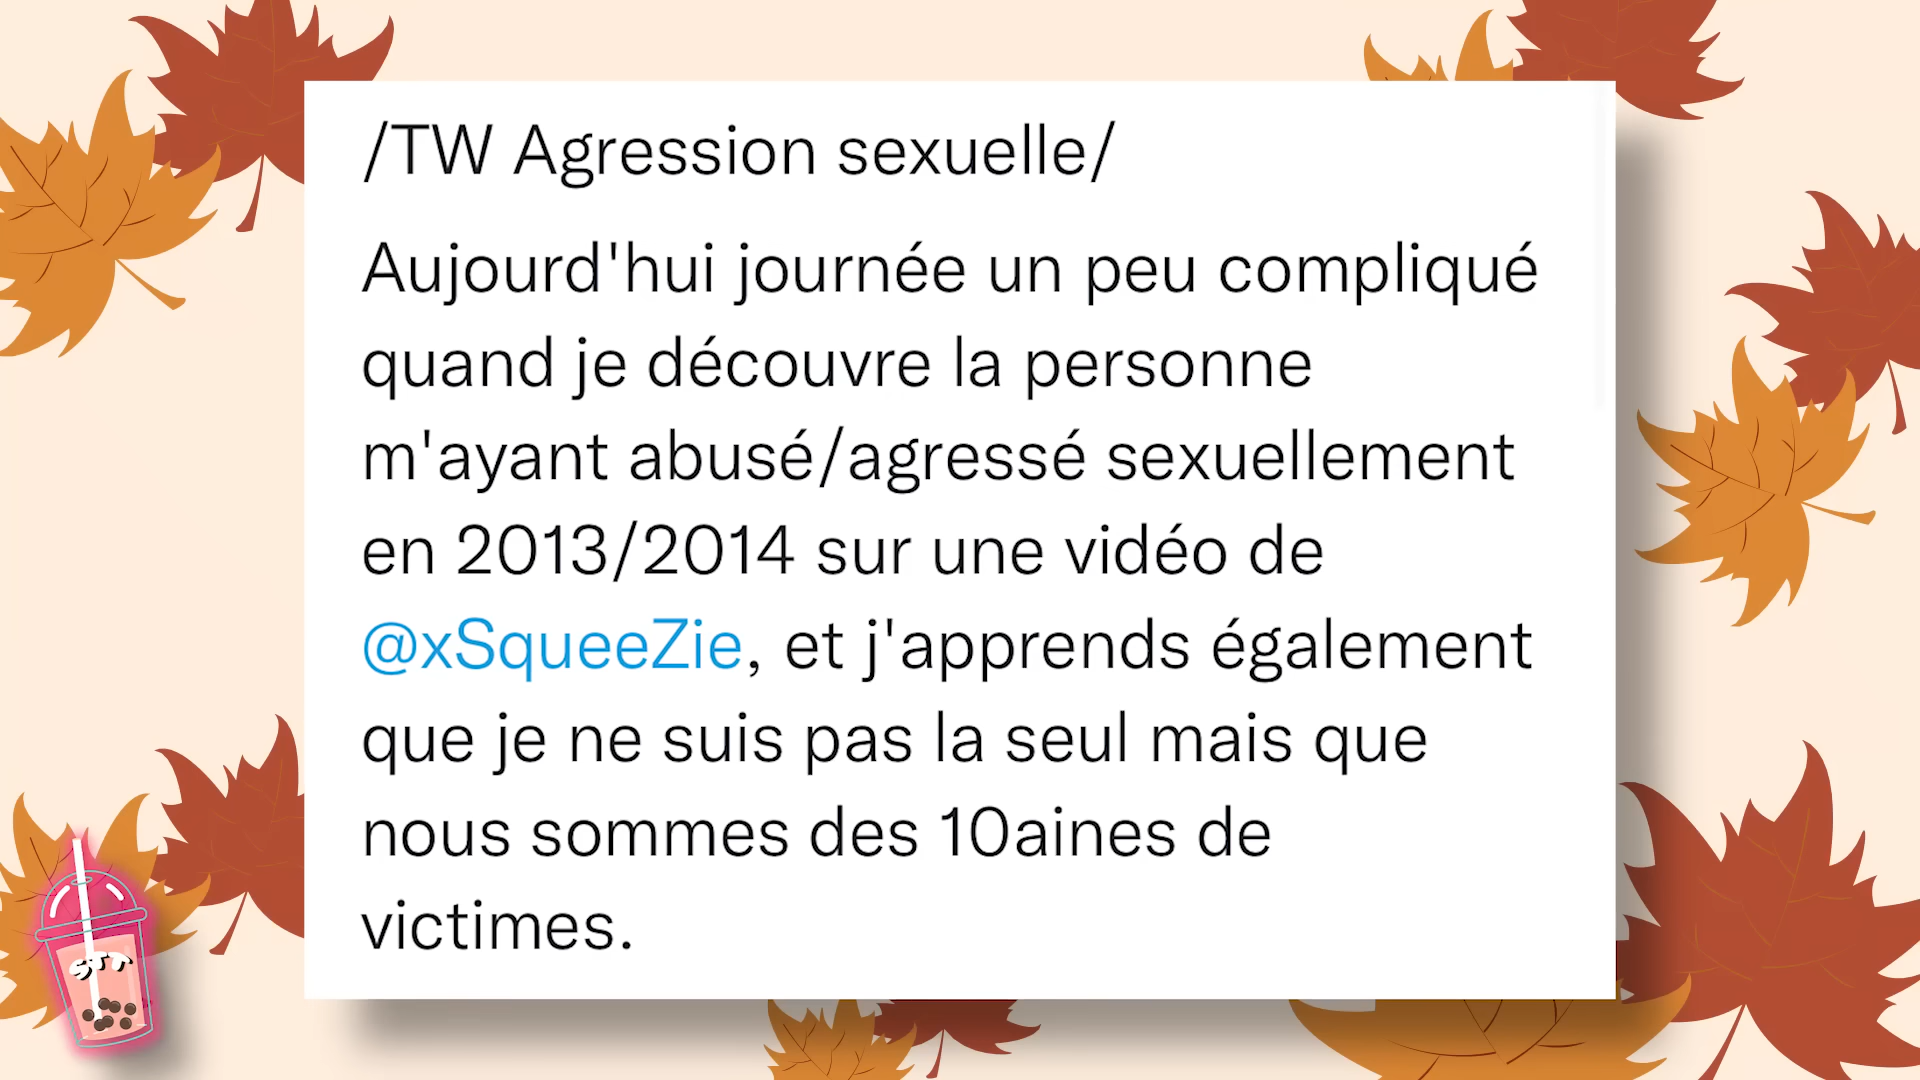 /TW Agression sexuelle/
Aujourd'hui journée un peu compliqué
quand je découvre la personne
m'ayant abusé/agressé sexuellement
en 2013/2014 sur une vidéo de
@xSqueeZie, et j'apprends également
que je ne suis pas la seul mais que
nous sommes des 10aines de
victimes.
STT